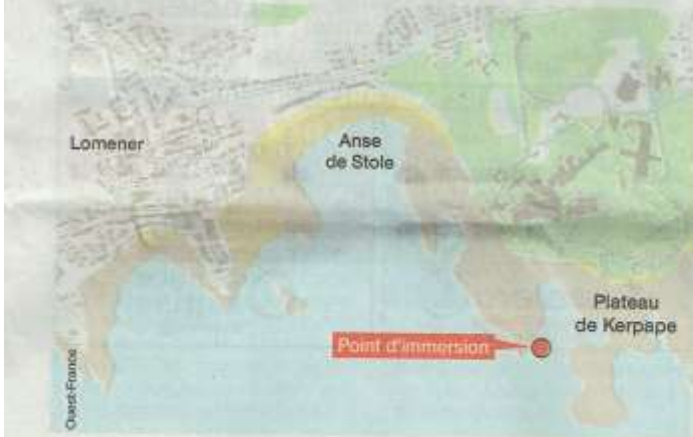 Lomener
Anse
de Stole
Plateau
de Kerpape
Point d'immersion
Ouest-France